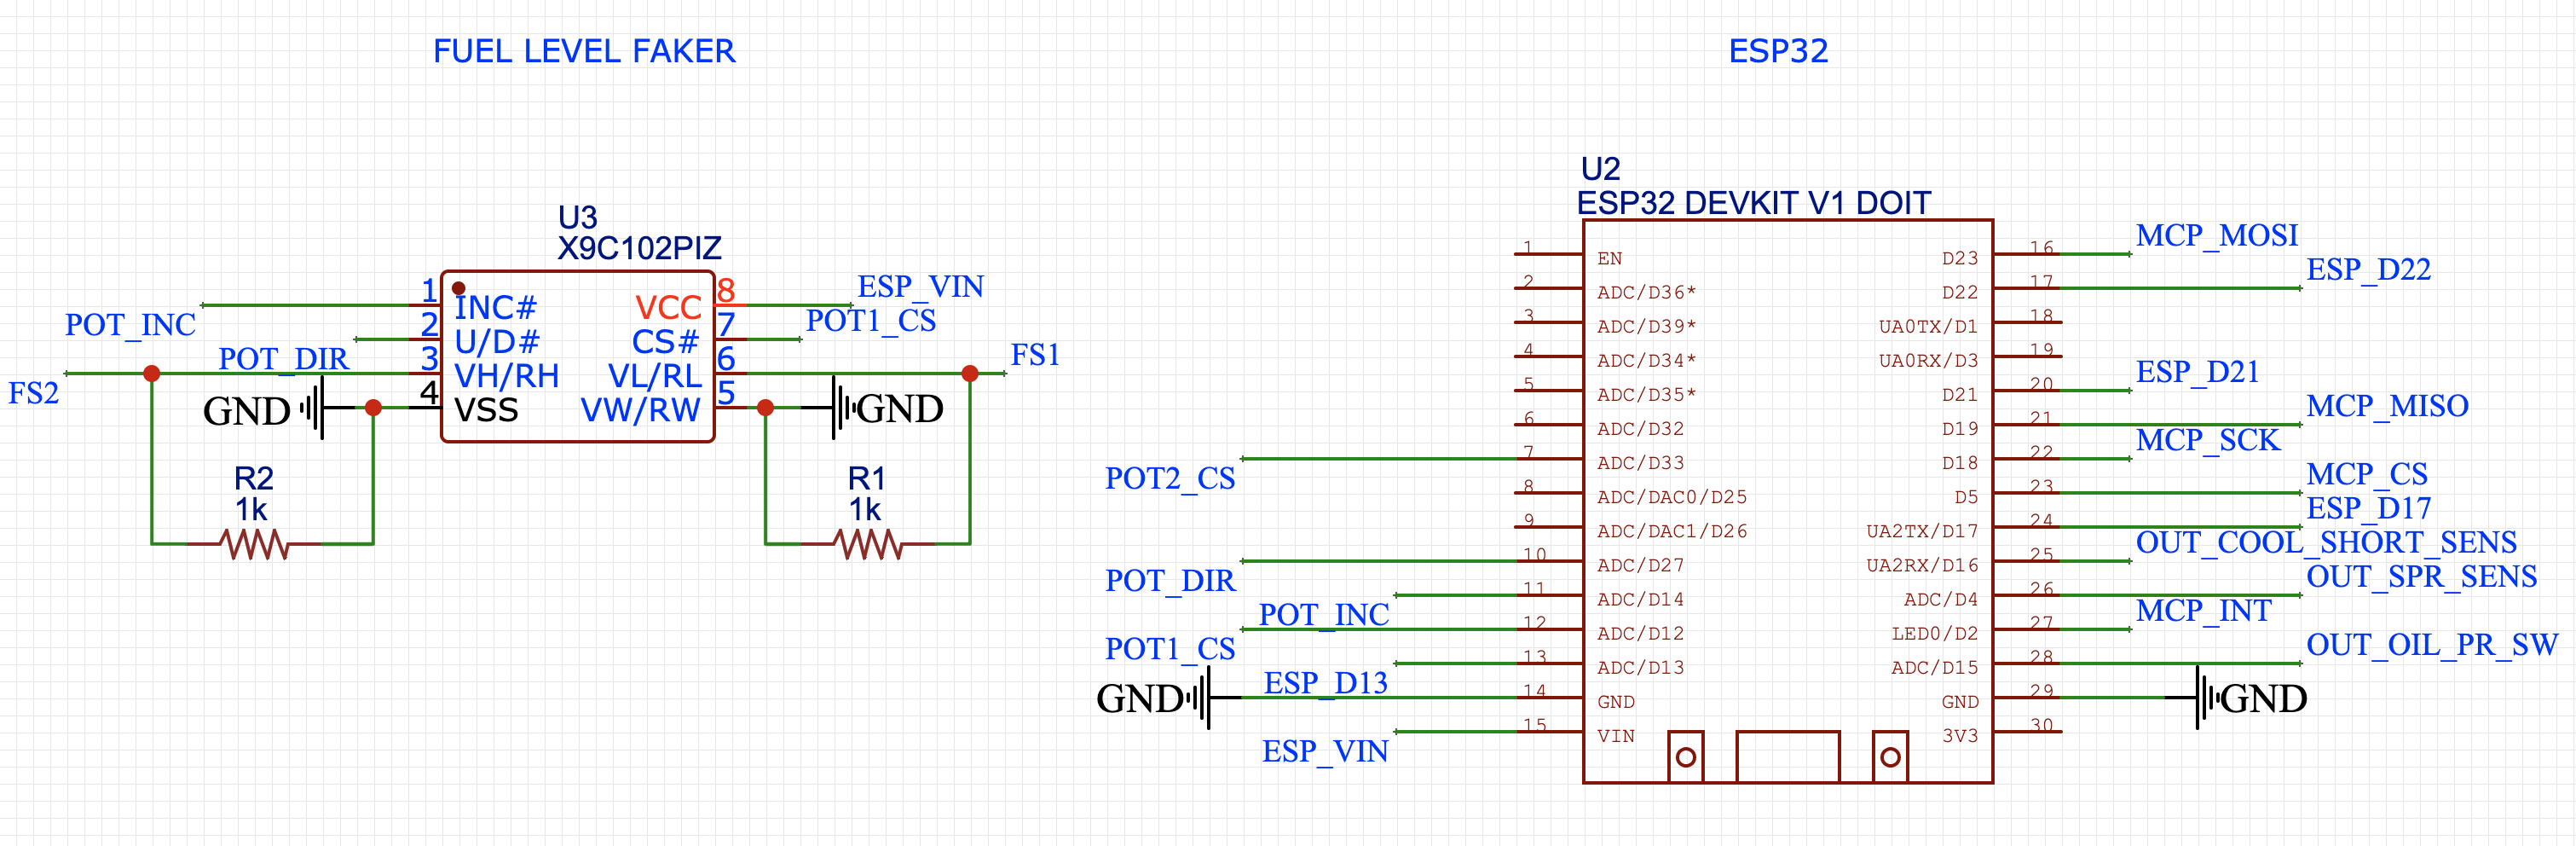 FUEL LEVEL FAKER
U3
X9C102PIZ
1 INC# VCC 8 ESP_VIN
POT_INC 2 U/D# CS# 7 POT1_CS
POT_DIR 3 VH/RH VL/RL 6 FS1
FS2
GND 4 VSS VW/RW 5 GND
R2
1k
R1
1k
ESP32
U2
ESP32 DEVKIT V1 DOIT
1 EN D23 16 MCP_MOSI
2 ADC/D36* D22 17 ESP_D22
3 ADC/D39* UA0TX/D1 18
4 ADC/D34* UA0RX/D3 19
5 ADC/D35* D21 20 ESP_D21
6 ADC/D32 D19 21 MCP_MISO
POT2_CS 7 ADC/D33 D18 22 MCP_SCK
8 ADC/DAC0/D25 D5 23 MCP_CS
9 ADC/DAC1/D26 UA2TX/D17 24 ESP_D17
POT_DIR 10 ADC/D27 UA2RX/D16 25 OUT_COOL_SHORT_SENS
POT_INC 11 ADC/D14 ADC/D4 26 OUT_SPR_SENS
POT1_CS 12 ADC/D12 LED0/D2 27 MCP_INT
ESP_D13 13 ADC/D13 ADC/D15 28 OUT_OIL_PR_SW
GND 14 GND GND 29 GND
ESP_VIN 15 VIN 3V3 30